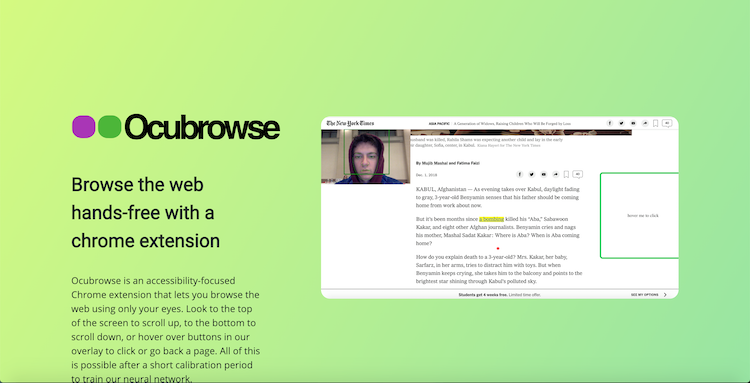 Ocubrowse
Browse the web
hands-free with a
chrome extension
Ocubrowse is an accessibility-focused
Chrome extension that lets you browse the
web using only your eyes. Look to the top
of the screen to scroll up, to the bottom to
scroll down, or hover over buttons in our
overlay to click or go back a page. All of this
is possible after a short calibration period
to train our neural network.
The New York Times
ASIA PACIFIC A Generation of Widows, Raising Children Who Will Be Forged by Loss
husband was killed, Rahila Shams was expecting another child and lay to the early
daughter, Sofia, center, in Kabul.
By Mujib Mashal and Fatima Faizi
Dec. 1, 2018
KABUL, Afghanistan — As evening takes over Kabul, daylight fading
to gray, 3-year-old Benyamin senses that his father should be coming
home from work about now.
But it's been months since a bombing killed his "Aba," Sabawoon
Kakar, and eight other Afghan journalists. Benyamin cries and nags
his mother, Mashal Sadat Kakar: Where is Aba? When is Aba coming
home?
How do you explain death to a 3-year-old? Mrs. Kakar, her baby,
Sarfarz, in her arms, tries to distract him with toys. But when
Benyamin keeps crying, she takes him to the balcony and points to the
brightest star shining through Kabul's polluted sky.
hover me to click
Students get 4 weeks free. Limited time offer.
SEE MY OPTIONS